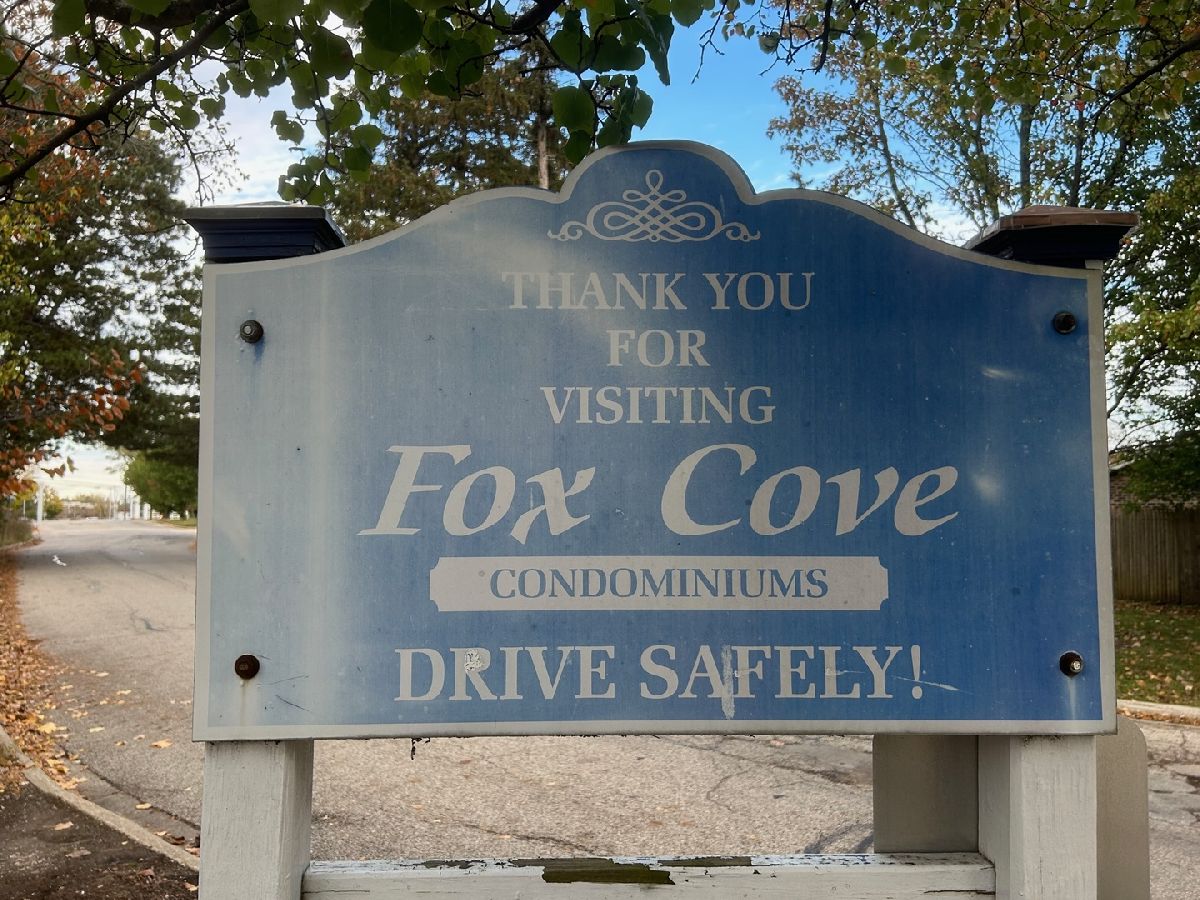 THANK YOU
FOR
VISITING
Fox Cove
CONDOMINIUMS
DRIVE SAFELY!